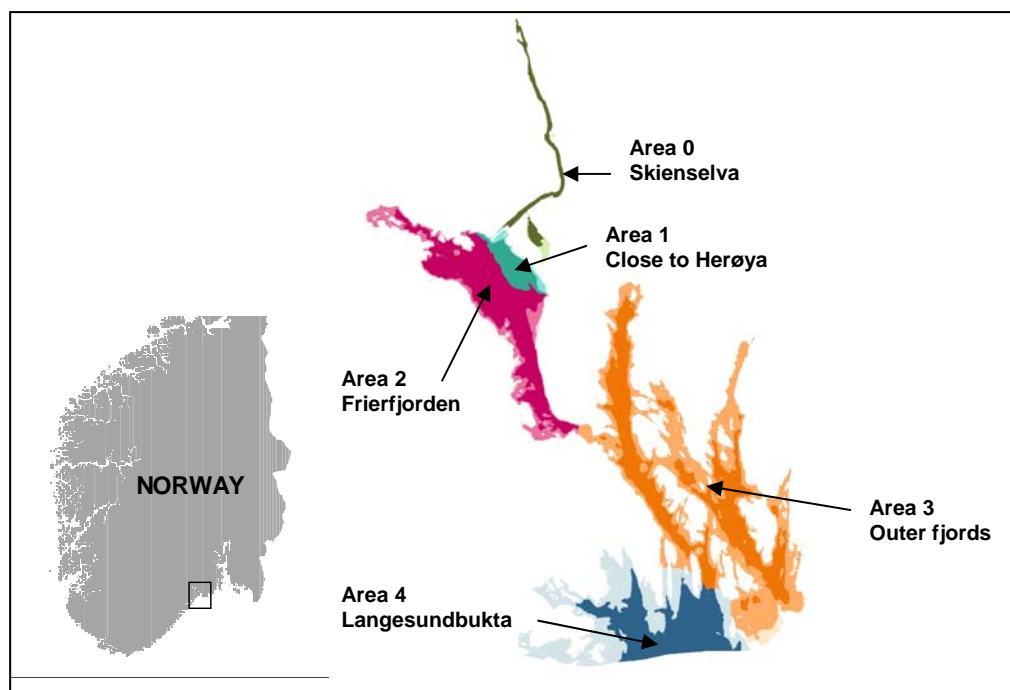 Area 0
Skienselva
Area 1
Close to Herøya
Area 2
Frierfjorden
NORWAY
Area 3
Outer fjords
Area 4
Langesundbukta